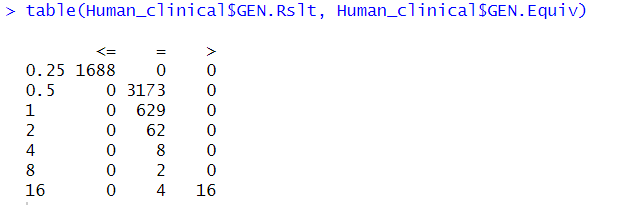 > table(Human_clinical$GEN.Rslt, Human_clinical$GEN.Equiv)
<= = >
0.25 1688 0 0
0.5 0 3173 0
1 0 629 0
2 0 62 0
4 0 8 0
8 0 2 0
16 0 4 16